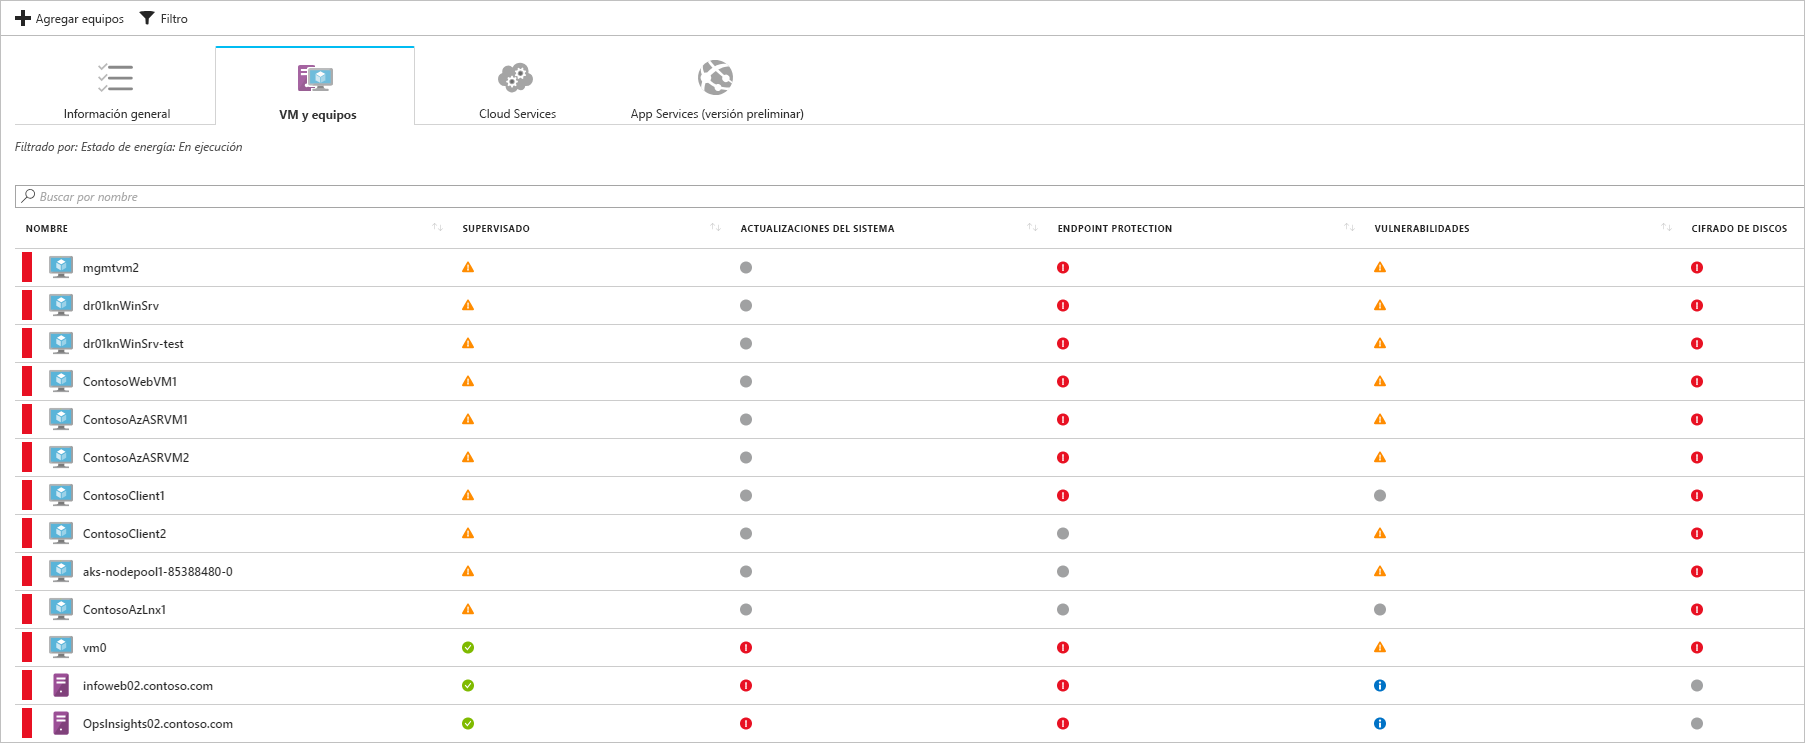 Agregar equipos Filtro
Información general VM y equipos Cloud Services App Services (versión preliminar)
Filtrado por: Estado de energía: En ejecución
Buscar por nombre
NOMBRE SUPERVISADO ACTUALIZACIONES DEL SISTEMA ENDPOINT PROTECTION VULNERABILIDADES CIFRADO DE DISCOS
mgmtvm2
dr01knWinSrv
dr01knWinSrv-test
ContosoWebVM1
ContosoAzASRVM1
ContosoAzASRVM2
ContosoClient1
ContosoClient2
aks-nodepool1-85388480-0
ContosoAzLnx1
vm0
infoweb02.contoso.com
OpsInsights02.contoso.com